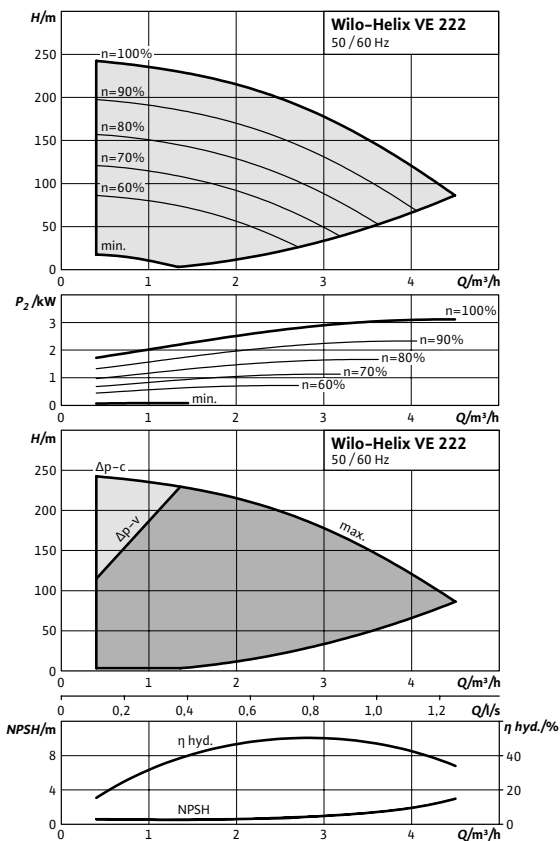 H/m
Wilo-Helix VE 222
50 / 60 Hz
n=100%
250
n=90%
200
n=80%
150
n=70%
n=60%
100
50
min.
0
0 1 2 3 4 Q/m³/h
P₂/kW
n=100%
3
n=90%
2
n=80%
n=70%
1
n=60%
min.
0
0 1 2 3 4 Q/m³/h
H/m
Wilo-Helix VE 222
50 / 60 Hz
Δp-c
250
200
Δp-v
max.
150
100
50
0
0 1 2 3 4 Q/m³/h
0 0,2 0,4 0,6 0,8 1,0 1,2 Q/l/s
NPSH/m
η hyd./%
η hyd.
8 40
4 20
NPSH
0 0
0 1 2 3 4 Q/m³/h